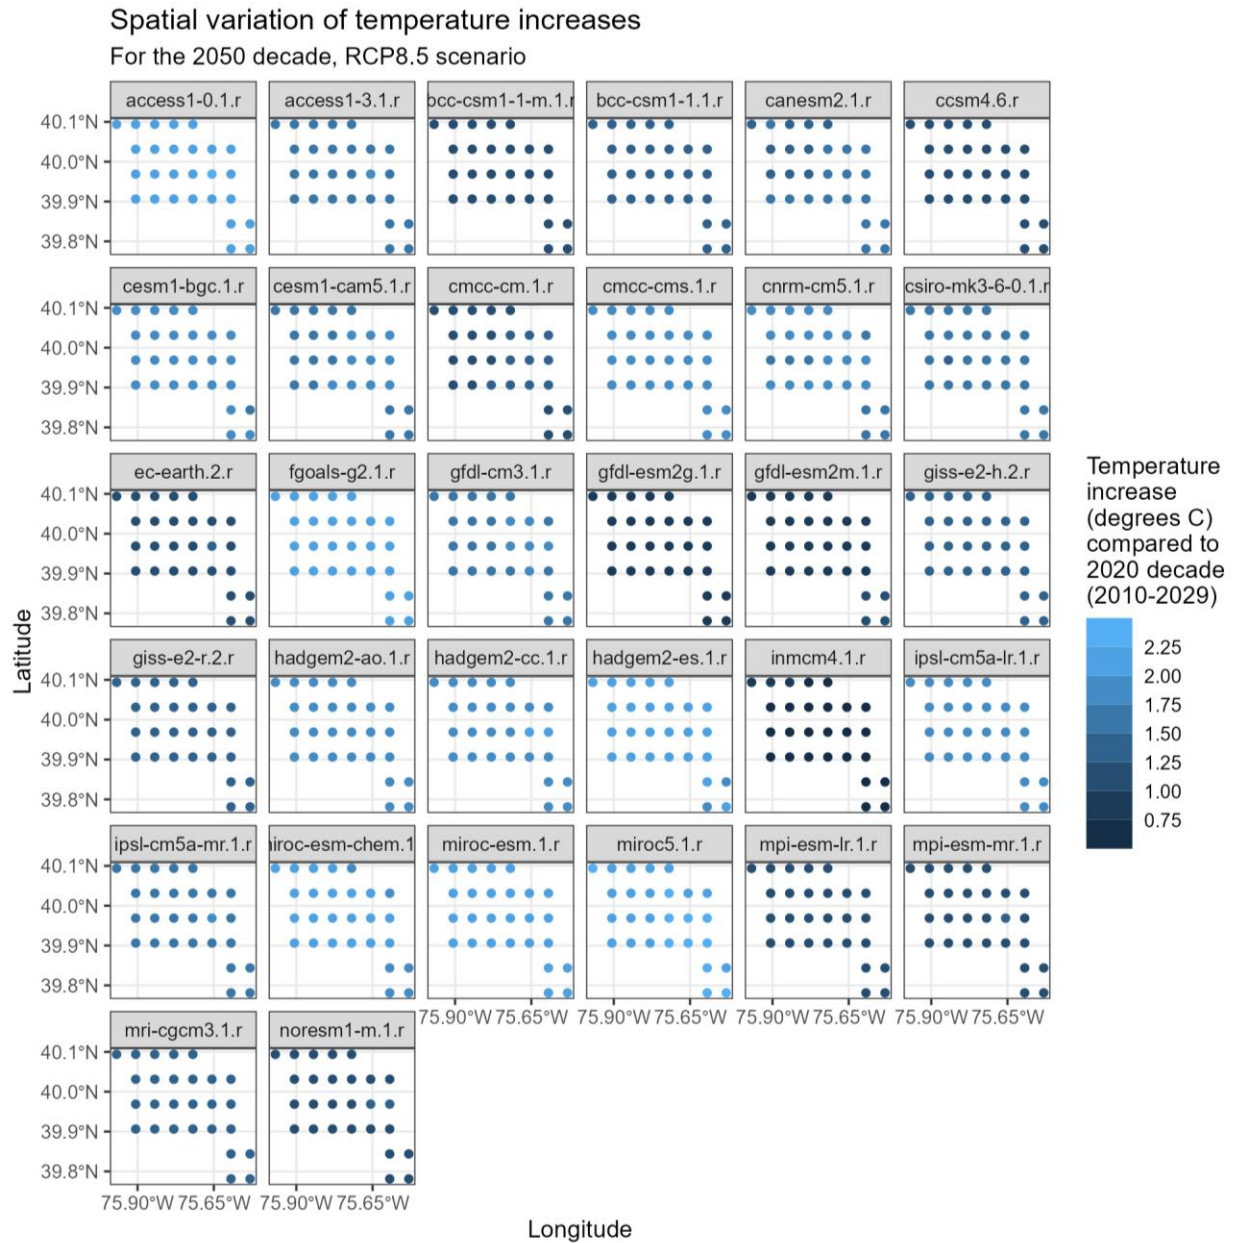 Spatial variation of temperature increases
For the 2050 decade, RCP8.5 scenario
access1-0.1.r access1-3.1.r bcc-csm1-1-m.1.r bcc-csm1-1.1.r canesm2.1.r ccsm4.6.r
40.1°N
40.0°N
39.9°N
39.8°N
cesm1-bgc.1.r cesm1-cam5.1.r cmcc-cm.1.r cmcc-cms.1.r cnrm-cm5.1.r csiro-mk3-6-0.1.r
40.1°N
40.0°N
39.9°N
39.8°N
ec-earth.2.r fgoals-g2.1.r gfdl-cm3.1.r gfdl-esm2g.1.r gfdl-esm2m.1.r giss-e2-h.2.r
40.1°N
40.0°N
39.9°N
39.8°N
giss-e2-r.2.r hadgem2-ao.1.r hadgem2-cc.1.r hadgem2-es.1.r inmcm4.1.r ipsl-cm5a-lr.1.r
40.1°N
40.0°N
39.9°N
39.8°N
ipsl-cm5a-mr.1.r iroc-esm-chem.1 miroc-esm.1.r miroc5.1.r mpi-esm-lr.1.r mpi-esm-mr.1.r
40.1°N
40.0°N
39.9°N
39.8°N
75.90°W 75.65°W 75.90°W 75.65°W 75.90°W 75.65°W 75.90°W 75.65°W
mri-cgcm3.1.r noresm1-m.1.r
40.1°N
40.0°N
39.9°N
39.8°N
75.90°W 75.65°W 75.90°W 75.65°W
Longitude
Latitude
Temperature
increase
(degrees C)
compared to
2020 decade
(2010-2029)
2.25
2.00
1.75
1.50
1.25
1.00
0.75